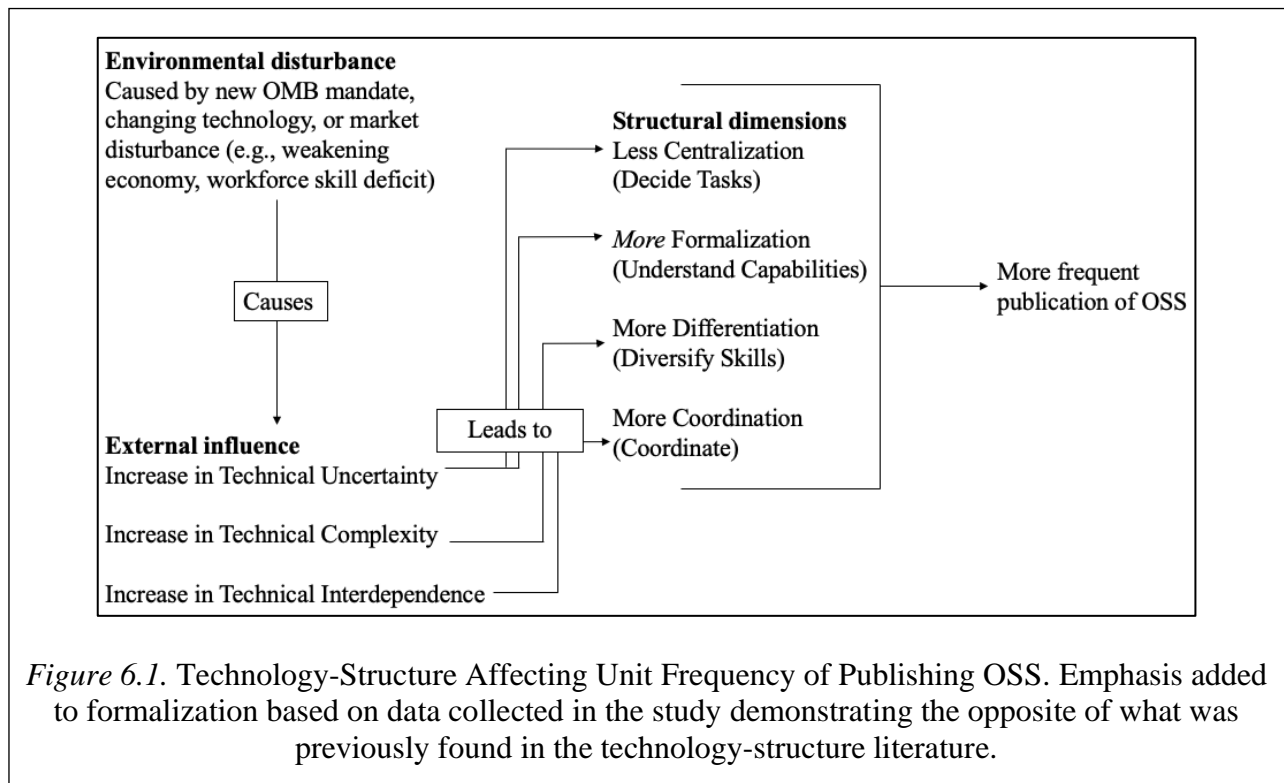 Environmental disturbance
Caused by new OMB mandate,
changing technology, or market
disturbance (e.g., weakening
economy, workforce skill deficit)
Causes
External influence
Increase in Technical Uncertainty
Increase in Technical Complexity
Increase in Technical Interdependence
Leads to
Structural dimensions
Less Centralization
(Decide Tasks)
More Formalization
(Understand Capabilities)
More Differentiation
(Diversify Skills)
More Coordination
(Coordinate)
More frequent
publication of OSS
Figure 6.1. Technology-Structure Affecting Unit Frequency of Publishing OSS. Emphasis added
to formalization based on data collected in the study demonstrating the opposite of what was
previously found in the technology-structure literature.